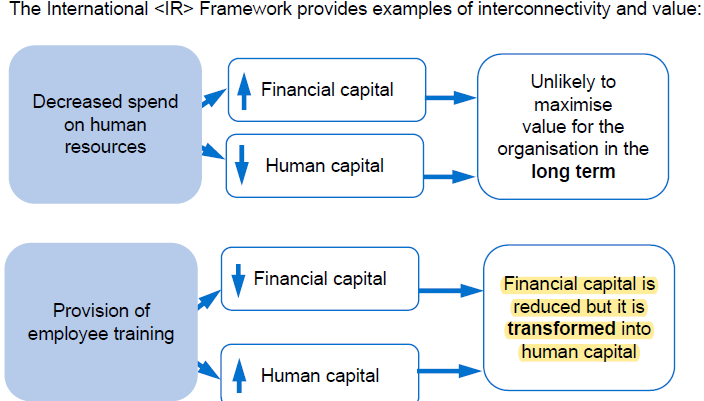 The International <IR> Framework provides examples of interconnectivity and value:
Decreased spend
on human
resources
Financial capital
Human capital
Unlikely to
maximise
value for the
organisation in the
long term
Provision of
employee training
Financial capital
Human capital
Financial capital is
reduced but it is
transformed into
human capital